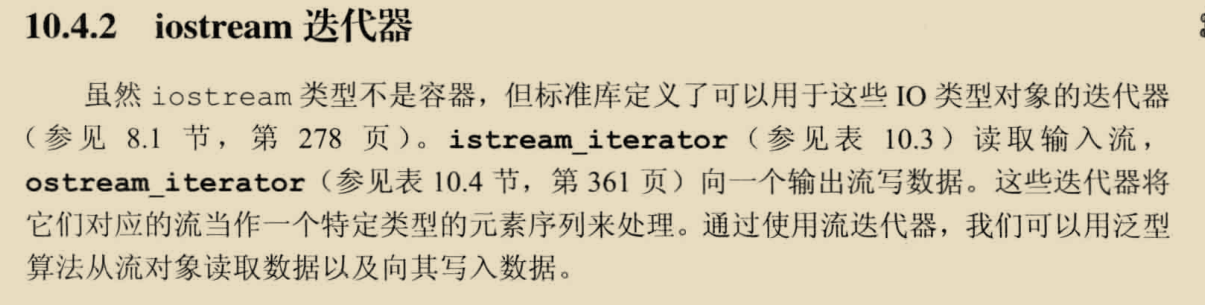 10.4.2 iostream 迭代器
虽然 iostream 类型不是容器，但标准库定义了可以用于这些 IO 类型对象的迭代器
（参见 8.1 节，第 278 页）。istream_iterator（参见表 10.3）读取输入流，
ostream_iterator（参见表 10.4 节，第 361 页）向一个输出流写数据。这些迭代器将
它们对应的流当作一个特定类型的元素序列来处理。通过使用流迭代器，我们可以用泛型
算法从流对象读取数据以及向其写入数据。